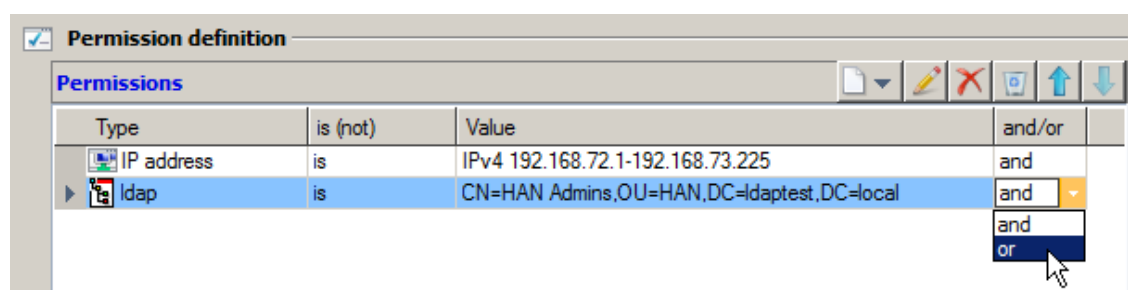 Permission definition
Permissions
Type is (not) Value and/or
IP address is IPv4 192.168.72.1-192.168.73.225 and
ldap is CN=HAN Admins,OU=HAN,DC=ldaptest,DC=local and
and
or